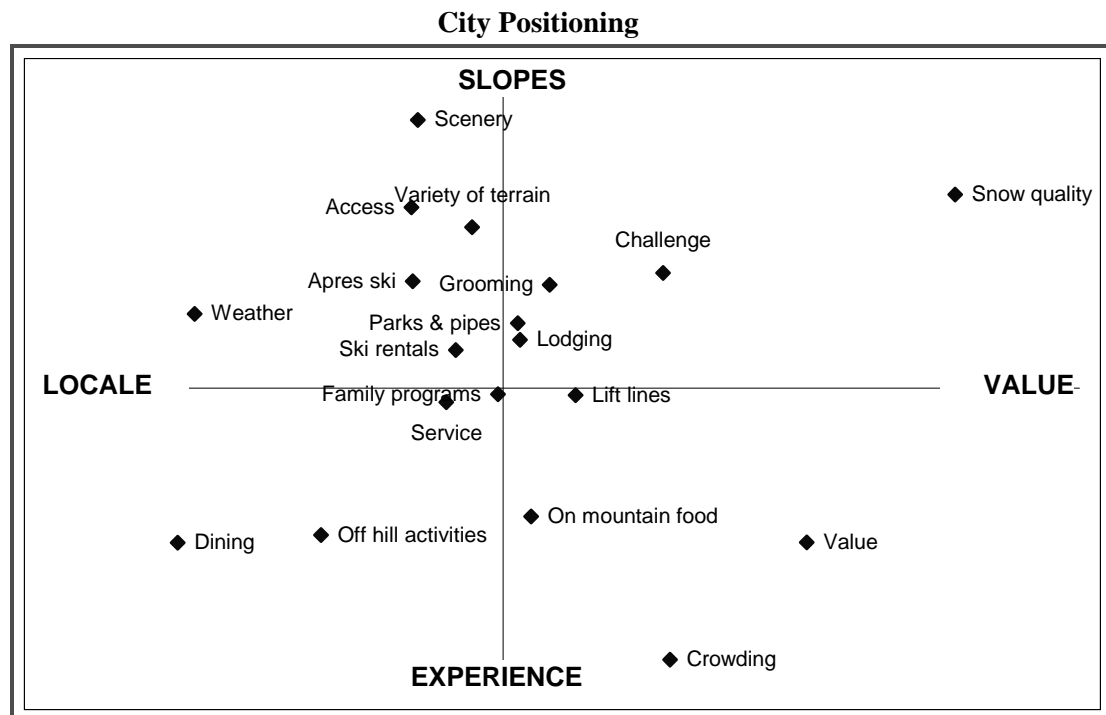 City Positioning
SLOPES
Scenery
Variety of terrain
Snow quality
Access
Challenge
Apres ski
Grooming
Weather
Parks & pipes
Lodging
Ski rentals
LOCALE
VALUE
Family programs
Lift lines
Service
On mountain food
Off hill activities
Dining
Value
Crowding
EXPERIENCE